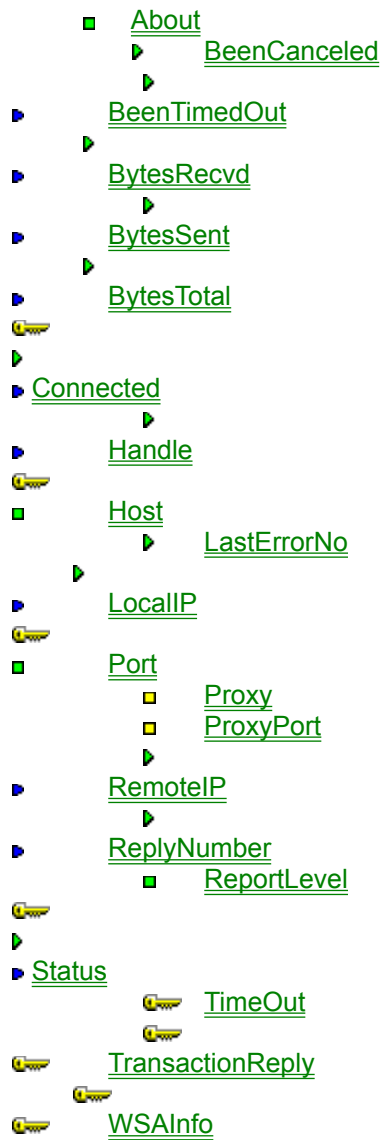 About
BeenCanceled
BeenTimedOut
BytesRecvd
BytesSent
BytesTotal
Connected
Handle
Host
LastErrorNo
LocalIP
Port
Proxy
ProxyPort
RemoteIP
ReplyNumber
ReportLevel
Status
TimeOut
TransactionReply
WSAInfo